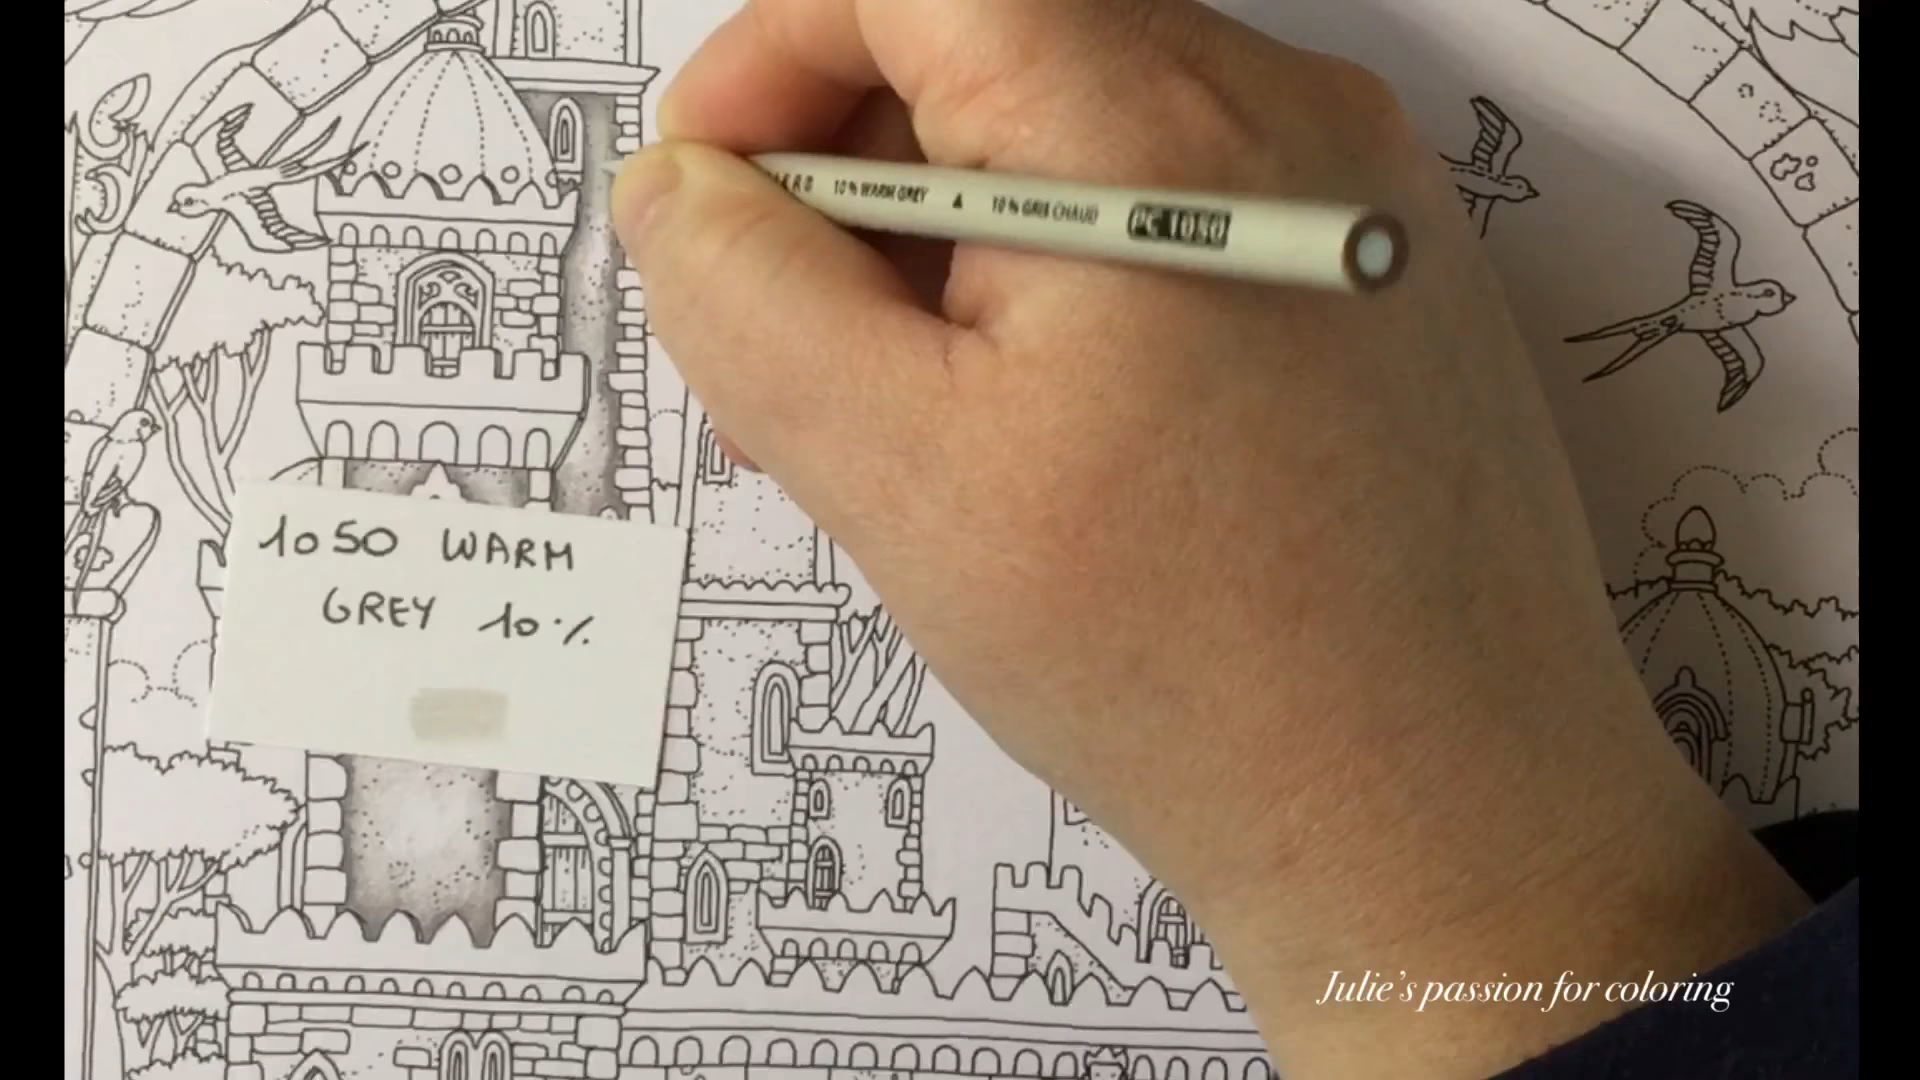 10% WARM GREY ▲ 10% GRIS CHAUD PC 1050
1050 WARM
GREY 10%
Julie's passion for coloring